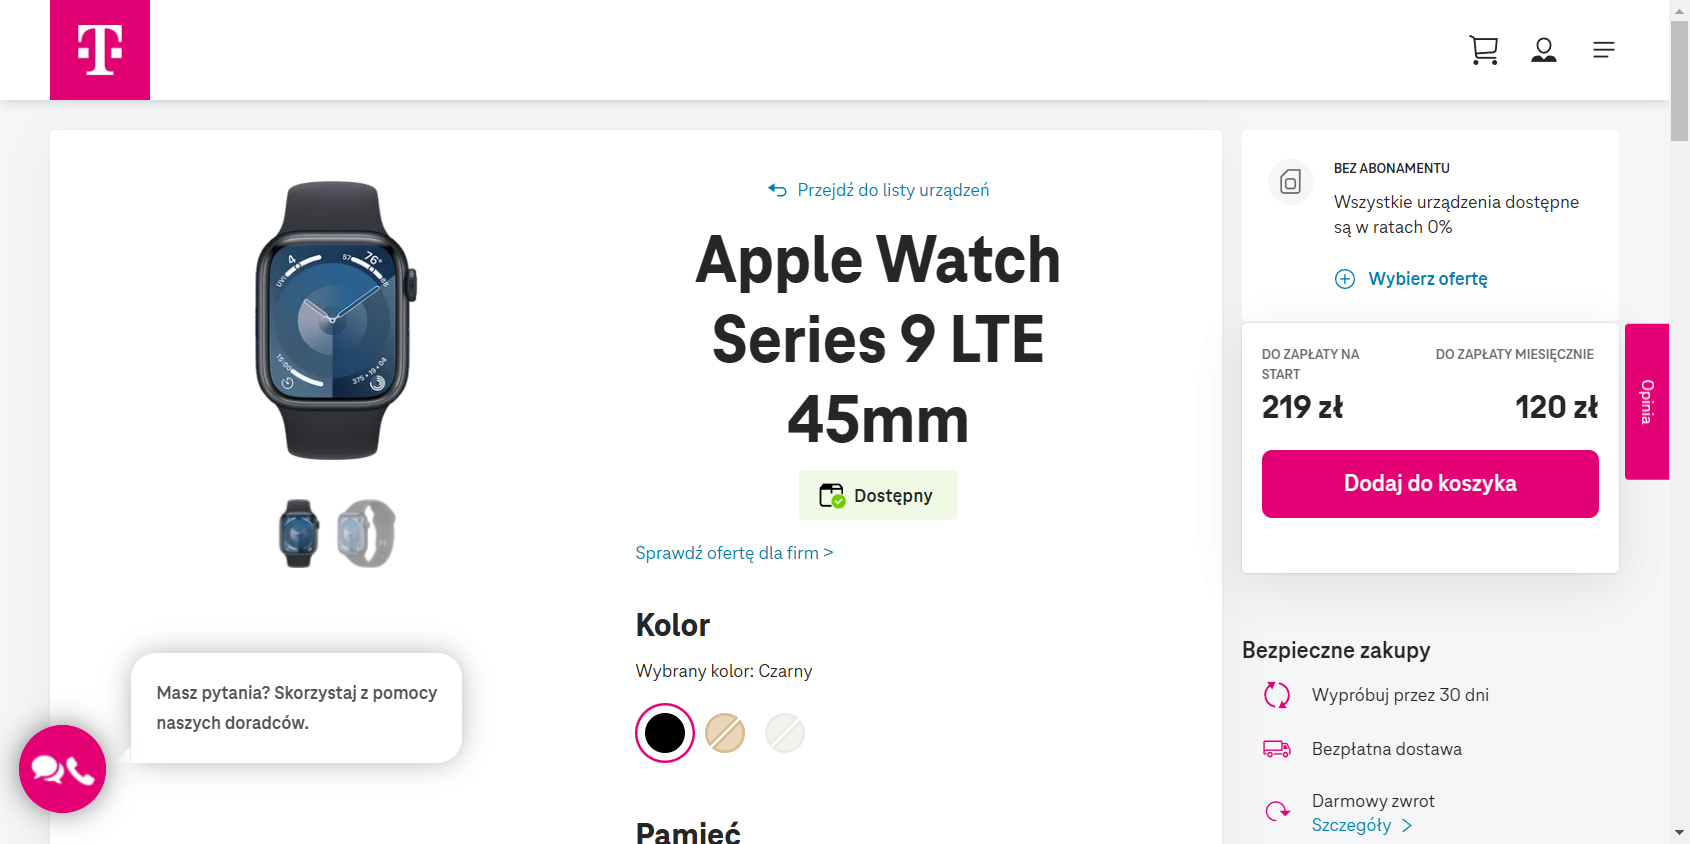 T
Przejdź do listy urządzeń
Apple Watch
Series 9 LTE
45mm
Dostępny
Sprawdź ofertę dla firm >
Kolor
Wybrany kolor: Czarny
Pamięć
Masz pytania? Skorzystaj z pomocy
naszych doradców.
BEZ ABONAMENTU
Wszystkie urządzenia dostępne
są w ratach 0%
Wybierz ofertę
DO ZAPŁATY NA
START
219 zł
DO ZAPŁATY MIESIĘCZNIE
120 zł
Dodaj do koszyka
Opinia
Bezpieczne zakupy
Wypróbuj przez 30 dni
Bezpłatna dostawa
Darmowy zwrot
Szczegóły >